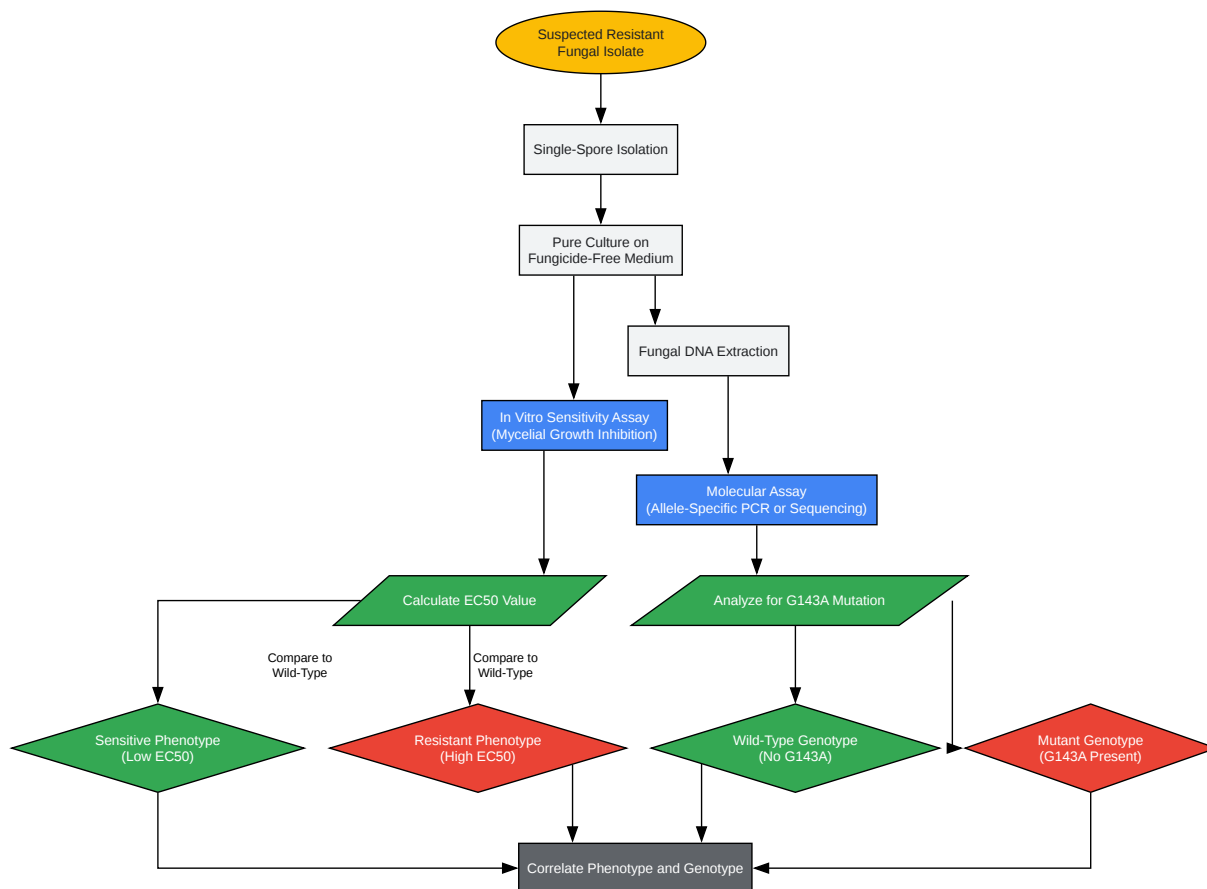 Suspected Resistant
Fungal Isolate
Single-Spore Isolation
Pure Culture on
Fungicide-Free Medium
Fungal DNA Extraction
In Vitro Sensitivity Assay
(Mycelial Growth Inhibition)
Molecular Assay
(Allele-Specific PCR or Sequencing)
Calculate EC50 Value
Analyze for G143A Mutation
Compare to
Wild-Type
Compare to
Wild-Type
Sensitive Phenotype
(Low EC50)
Resistant Phenotype
(High EC50)
Wild-Type Genotype
(No G143A)
Mutant Genotype
(G143A Present)
Correlate Phenotype and Genotype